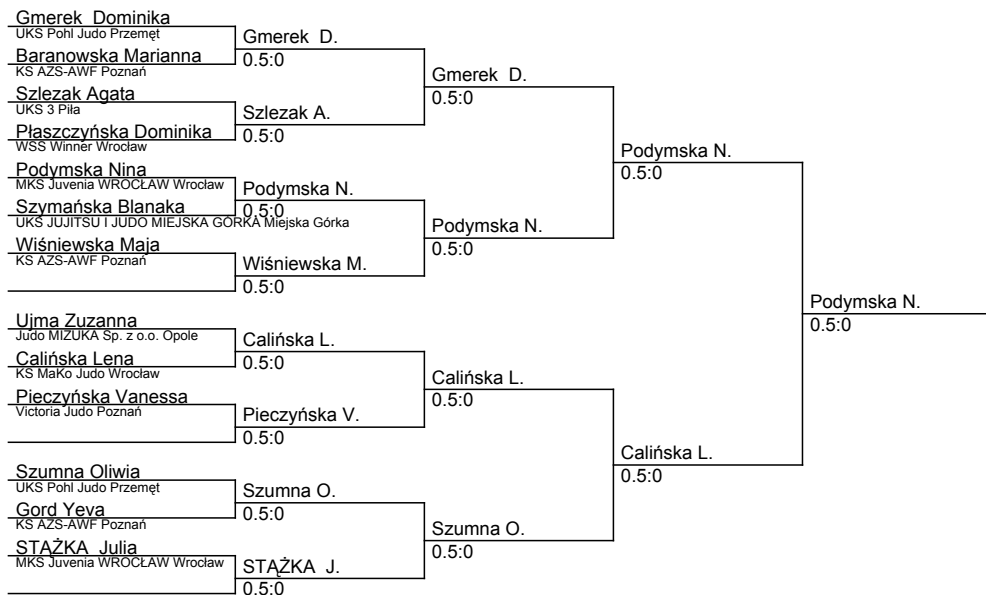 Gmerek  Dominika
UKS Pohl Judo Przemęt
Baranowska Marianna
KS AZS-AWF Poznań
Szlezak Agata
UKS 3 Piła
Płaszczyńska Dominika
WSS Winner Wrocław
Podymska Nina
MKS Juvenia WROCŁAW Wrocław
Szymańska Blanaka
UKS JUJITSU I JUDO MIEJSKA GÓRKA Miejska Górka
Wiśniewska Maja
KS AZS-AWF Poznań
Ujma Zuzanna
Judo MIZUKA Sp. z o.o. Opole
Calińska Lena
KS MaKo Judo Wrocław
Pieczyńska Vanessa
Victoria Judo Poznań
Szumna Oliwia
UKS Pohl Judo Przemęt
Gord Yeva
KS AZS-AWF Poznań
STĄŻKA  Julia
MKS Juvenia WROCŁAW Wrocław
Gmerek  D.
0.5:0
Szlezak A.
0.5:0
Podymska N.
0.5:0
Wiśniewska M.
0.5:0
Calińska L.
0.5:0
Pieczyńska V.
0.5:0
Szumna O.
0.5:0
STĄŻKA  J.
0.5:0
Gmerek  D.
0.5:0
Podymska N.
0.5:0
Calińska L.
0.5:0
Szumna O.
0.5:0
Podymska N.
0.5:0
Calińska L.
0.5:0
Podymska N.
0.5:0